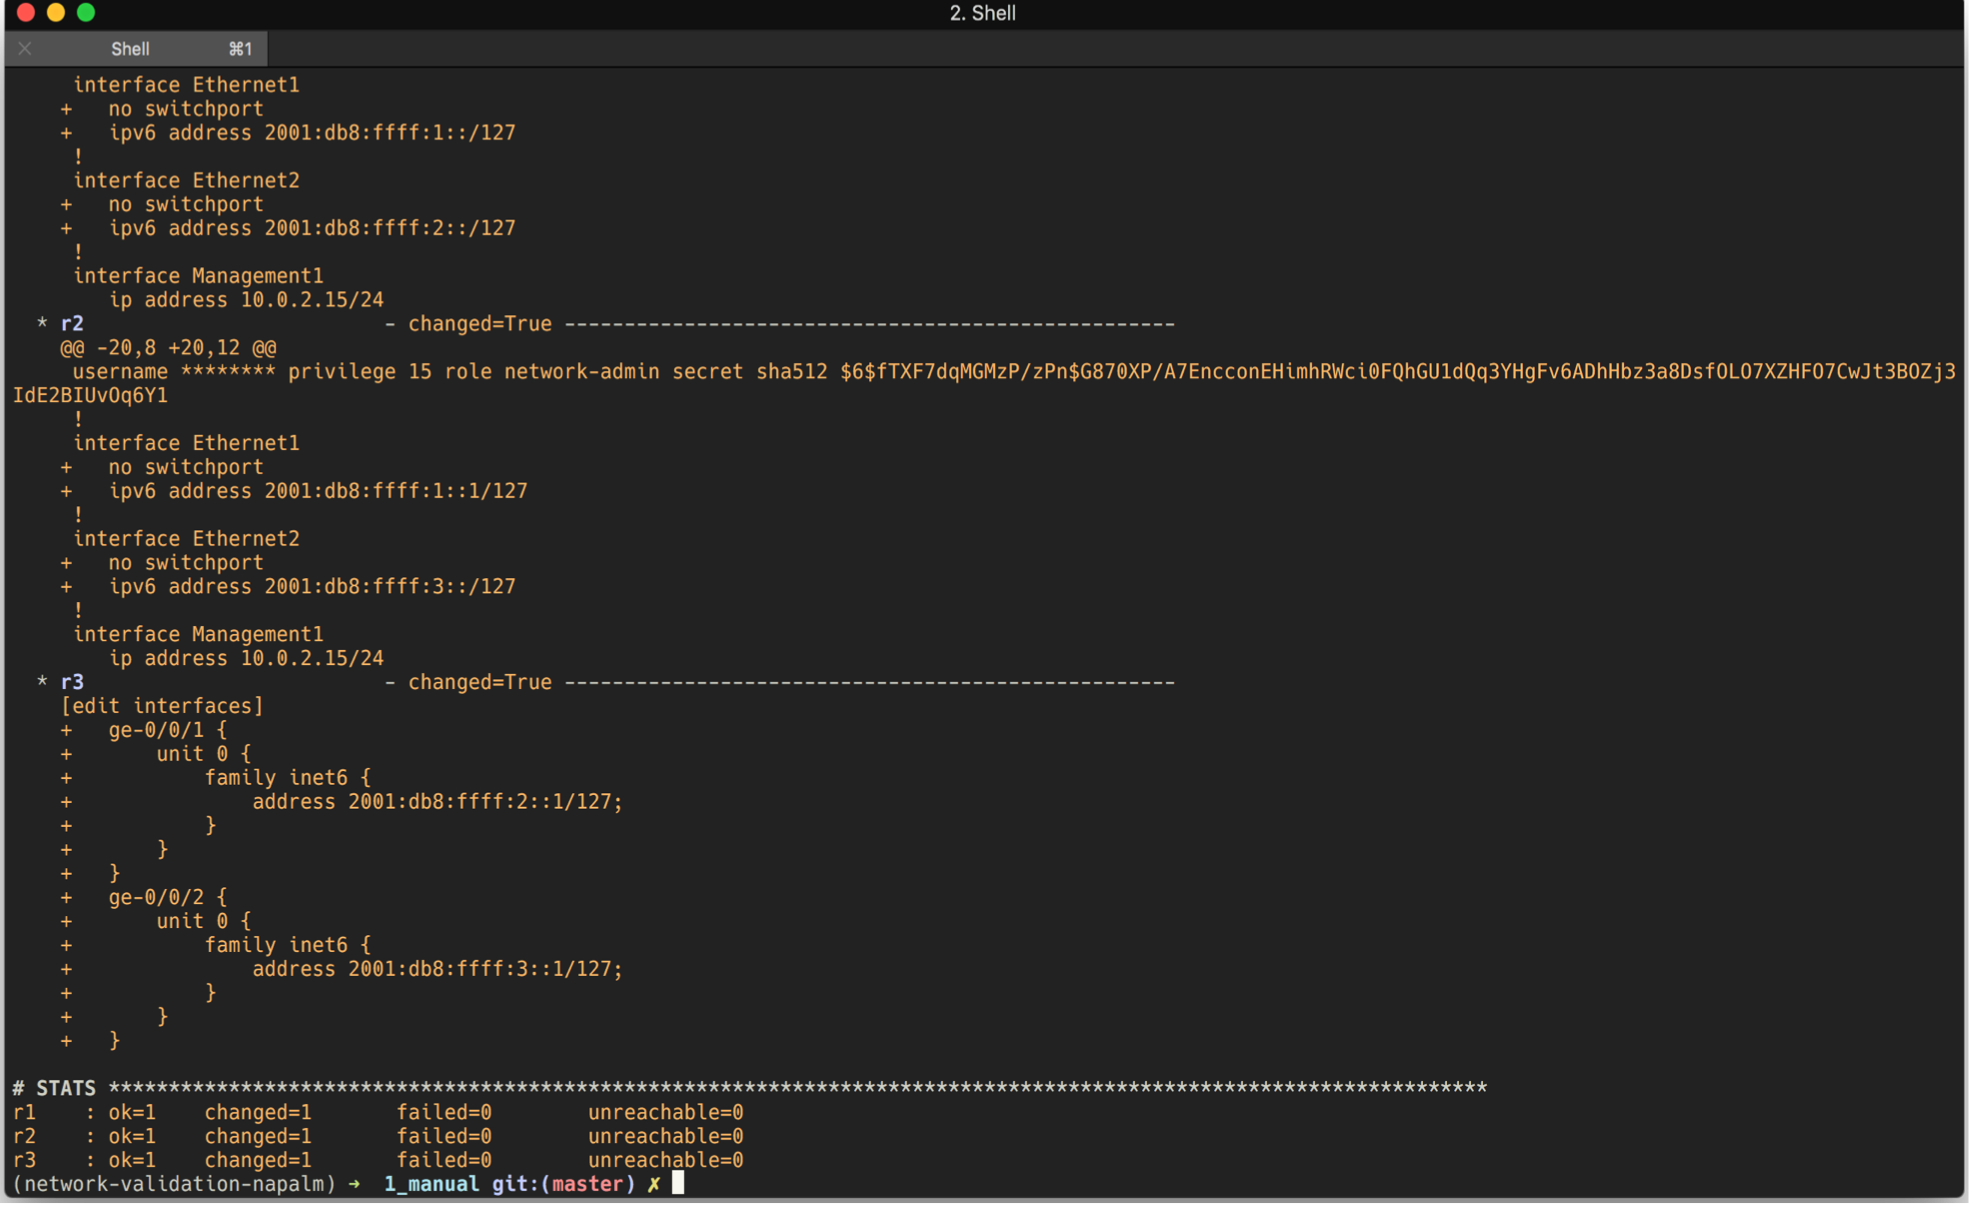 2. Shell
Shell ⌘1
interface Ethernet1
+   no switchport
+   ipv6 address 2001:db8:ffff:1::/127
!
interface Ethernet2
+   no switchport
+   ipv6 address 2001:db8:ffff:2::/127
!
interface Management1
ip address 10.0.2.15/24
* r2                         - changed=True ---------------------------------------------------
@@ -20,8 +20,12 @@
username ******** privilege 15 role network-admin secret sha512 $6$fTXF7dqMGMzP/zPn$G870XP/A7EncconEHimhRWci0FQhGU1dQq3YHgFv6ADhHbz3a8DsfOLO7XZHFO7CwJt3BOZj3
IdE2BIUvOq6Y1
!
interface Ethernet1
+   no switchport
+   ipv6 address 2001:db8:ffff:1::1/127
!
interface Ethernet2
+   no switchport
+   ipv6 address 2001:db8:ffff:3::/127
!
interface Management1
ip address 10.0.2.15/24
* r3                         - changed=True ---------------------------------------------------
[edit interfaces]
+   ge-0/0/1 {
+       unit 0 {
+           family inet6 {
+               address 2001:db8:ffff:2::1/127;
+           }
+       }
+   }
+   ge-0/0/2 {
+       unit 0 {
+           family inet6 {
+               address 2001:db8:ffff:3::1/127;
+           }
+       }
+   }
# STATS *******************************************************************************************************************
r1    : ok=1    changed=1       failed=0        unreachable=0
r2    : ok=1    changed=1       failed=0        unreachable=0
r3    : ok=1    changed=1       failed=0        unreachable=0
(network-validation-napalm) → 1_manual git:(master) ✗